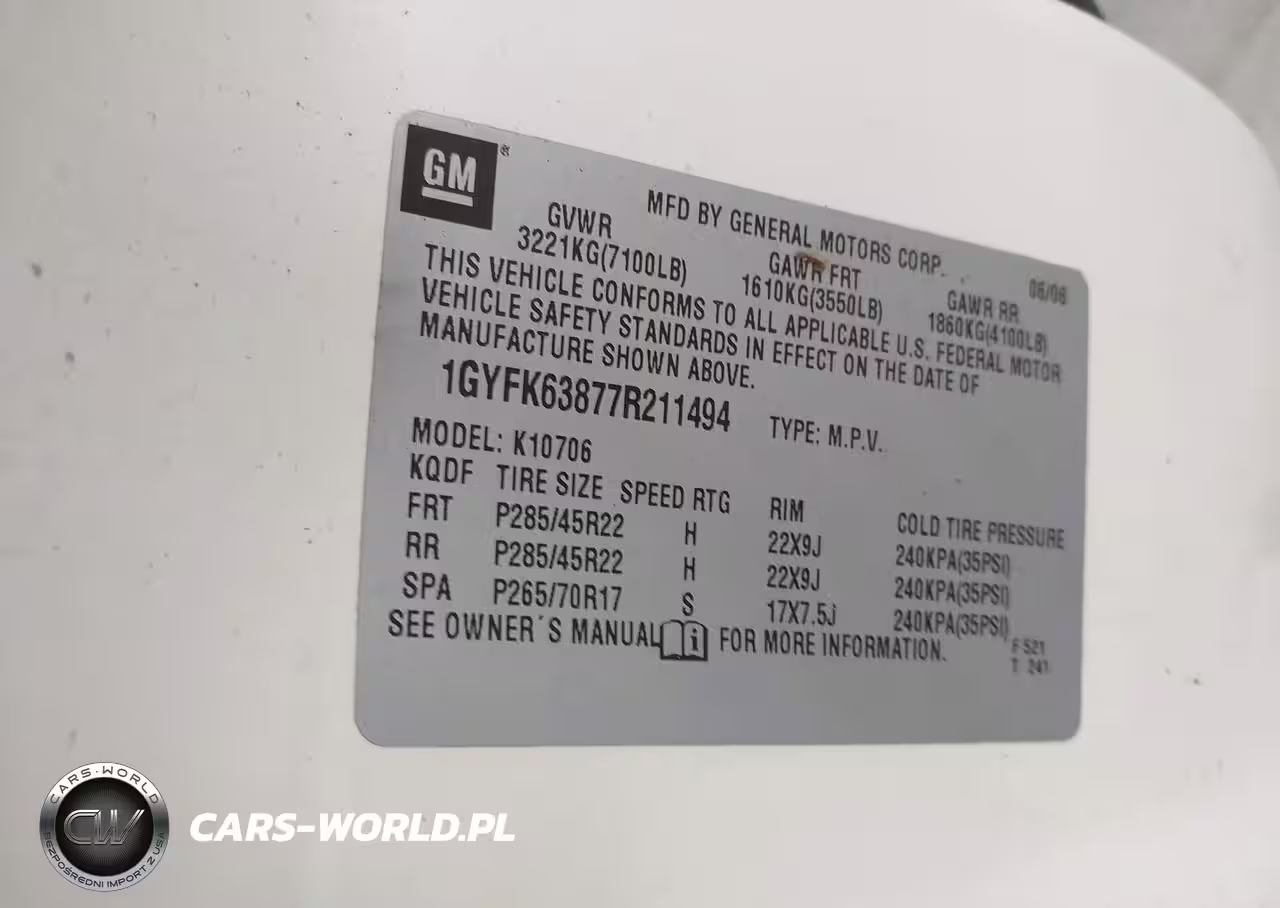 GM®
MFD BY GENERAL MOTORS CORP.
06/06
GVWR GAWR FRT GAWR RR
3221KG(7100LB) 1610KG(3550LB) 1860KG(4100LB)
THIS VEHICLE CONFORMS TO ALL APPLICABLE U.S. FEDERAL MOTOR
VEHICLE SAFETY STANDARDS IN EFFECT ON THE DATE OF
MANUFACTURE SHOWN ABOVE.
1GYFK63877R211494 TYPE: M.P.V.
MODEL: K10706
KQDF TIRE SIZE SPEED RTG RIM COLD TIRE PRESSURE
FRT P285/45R22 H 22X9J 240KPA(35PSI)
RR P285/45R22 H 22X9J 240KPA(35PSI)
SPA P265/70R17 S 17X7.5J 240KPA(35PSI)
SEE OWNER´S MANUAL i FOR MORE INFORMATION.
F 521
T 241
CARS-WORLD
CW
BEZPOŚREDNI IMPORT Z USA
CARS-WORLD.PL